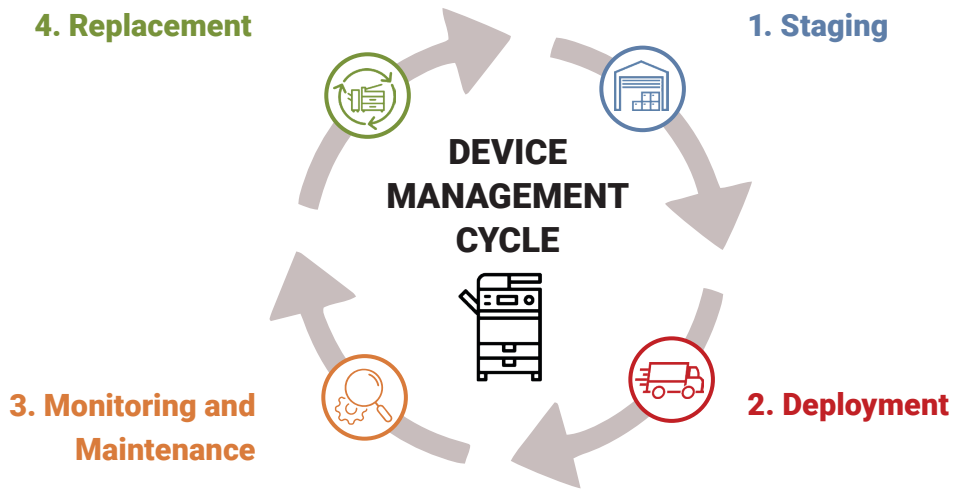 4. Replacement
1. Staging
DEVICE
MANAGEMENT
CYCLE
3. Monitoring and
Maintenance
2. Deployment